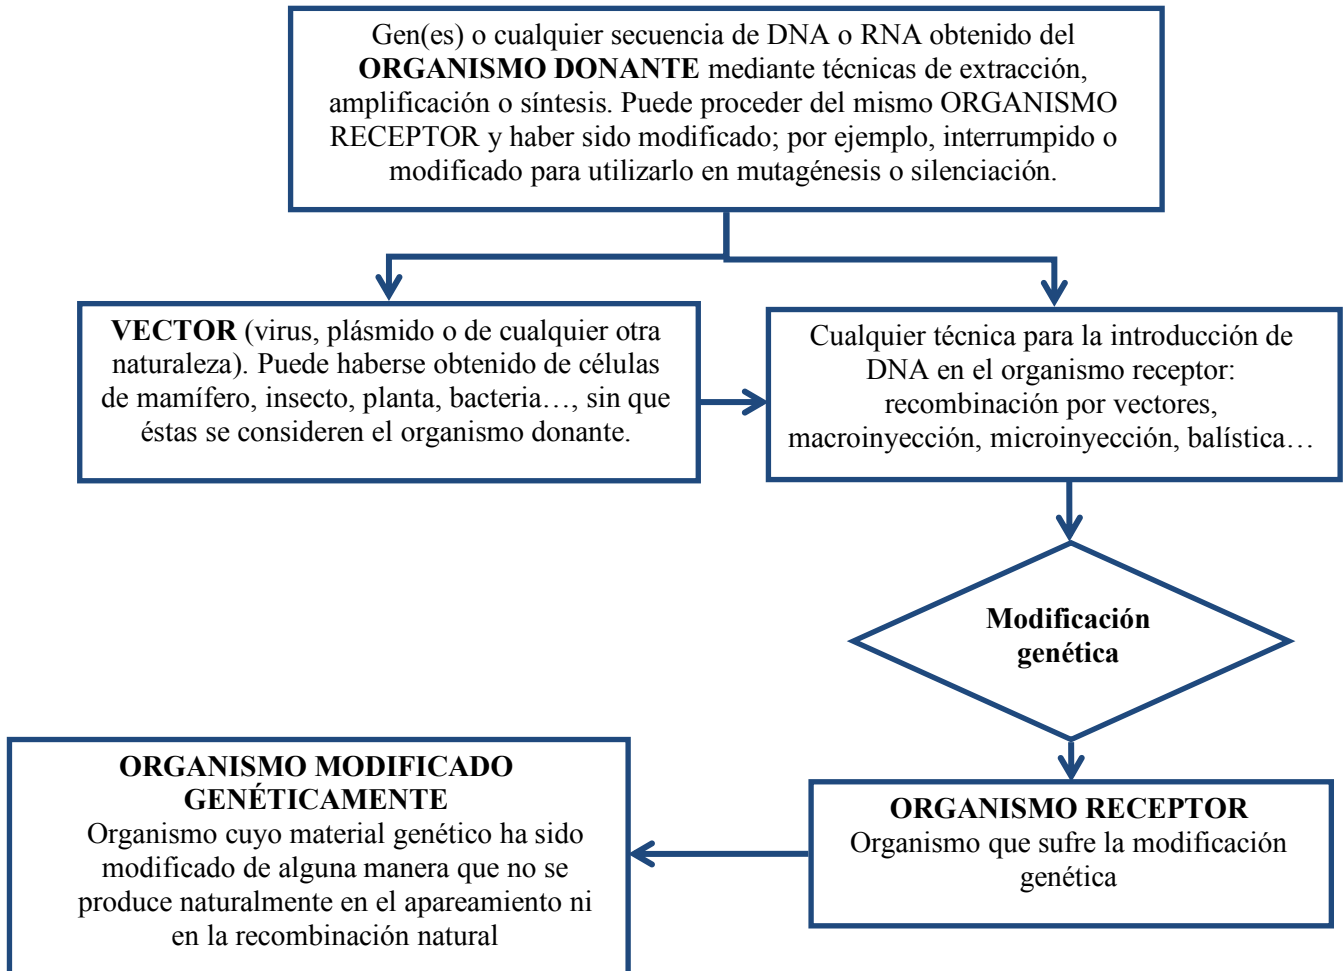 Gen(es) o cualquier secuencia de DNA o RNA obtenido del
ORGANISMO DONANTE mediante técnicas de extracción,
amplificación o síntesis. Puede proceder del mismo ORGANISMO
RECEPTOR y haber sido modificado; por ejemplo, interrumpido o
modificado para utilizarlo en mutagénesis o silenciación.
VECTOR (virus, plásmido o de cualquier otra
naturaleza). Puede haberse obtenido de células
de mamífero, insecto, planta, bacteria…, sin que
éstas se consideren el organismo donante.
Cualquier técnica para la introducción de
DNA en el organismo receptor:
recombinación por vectores,
macroinyección, microinyección, balística…
Modificación
genética
ORGANISMO RECEPTOR
Organismo que sufre la modificación
genética
ORGANISMO MODIFICADO
GENÉTICAMENTE
Organismo cuyo material genético ha sido
modificado de alguna manera que no se
produce naturalmente en el apareamiento ni
en la recombinación natural